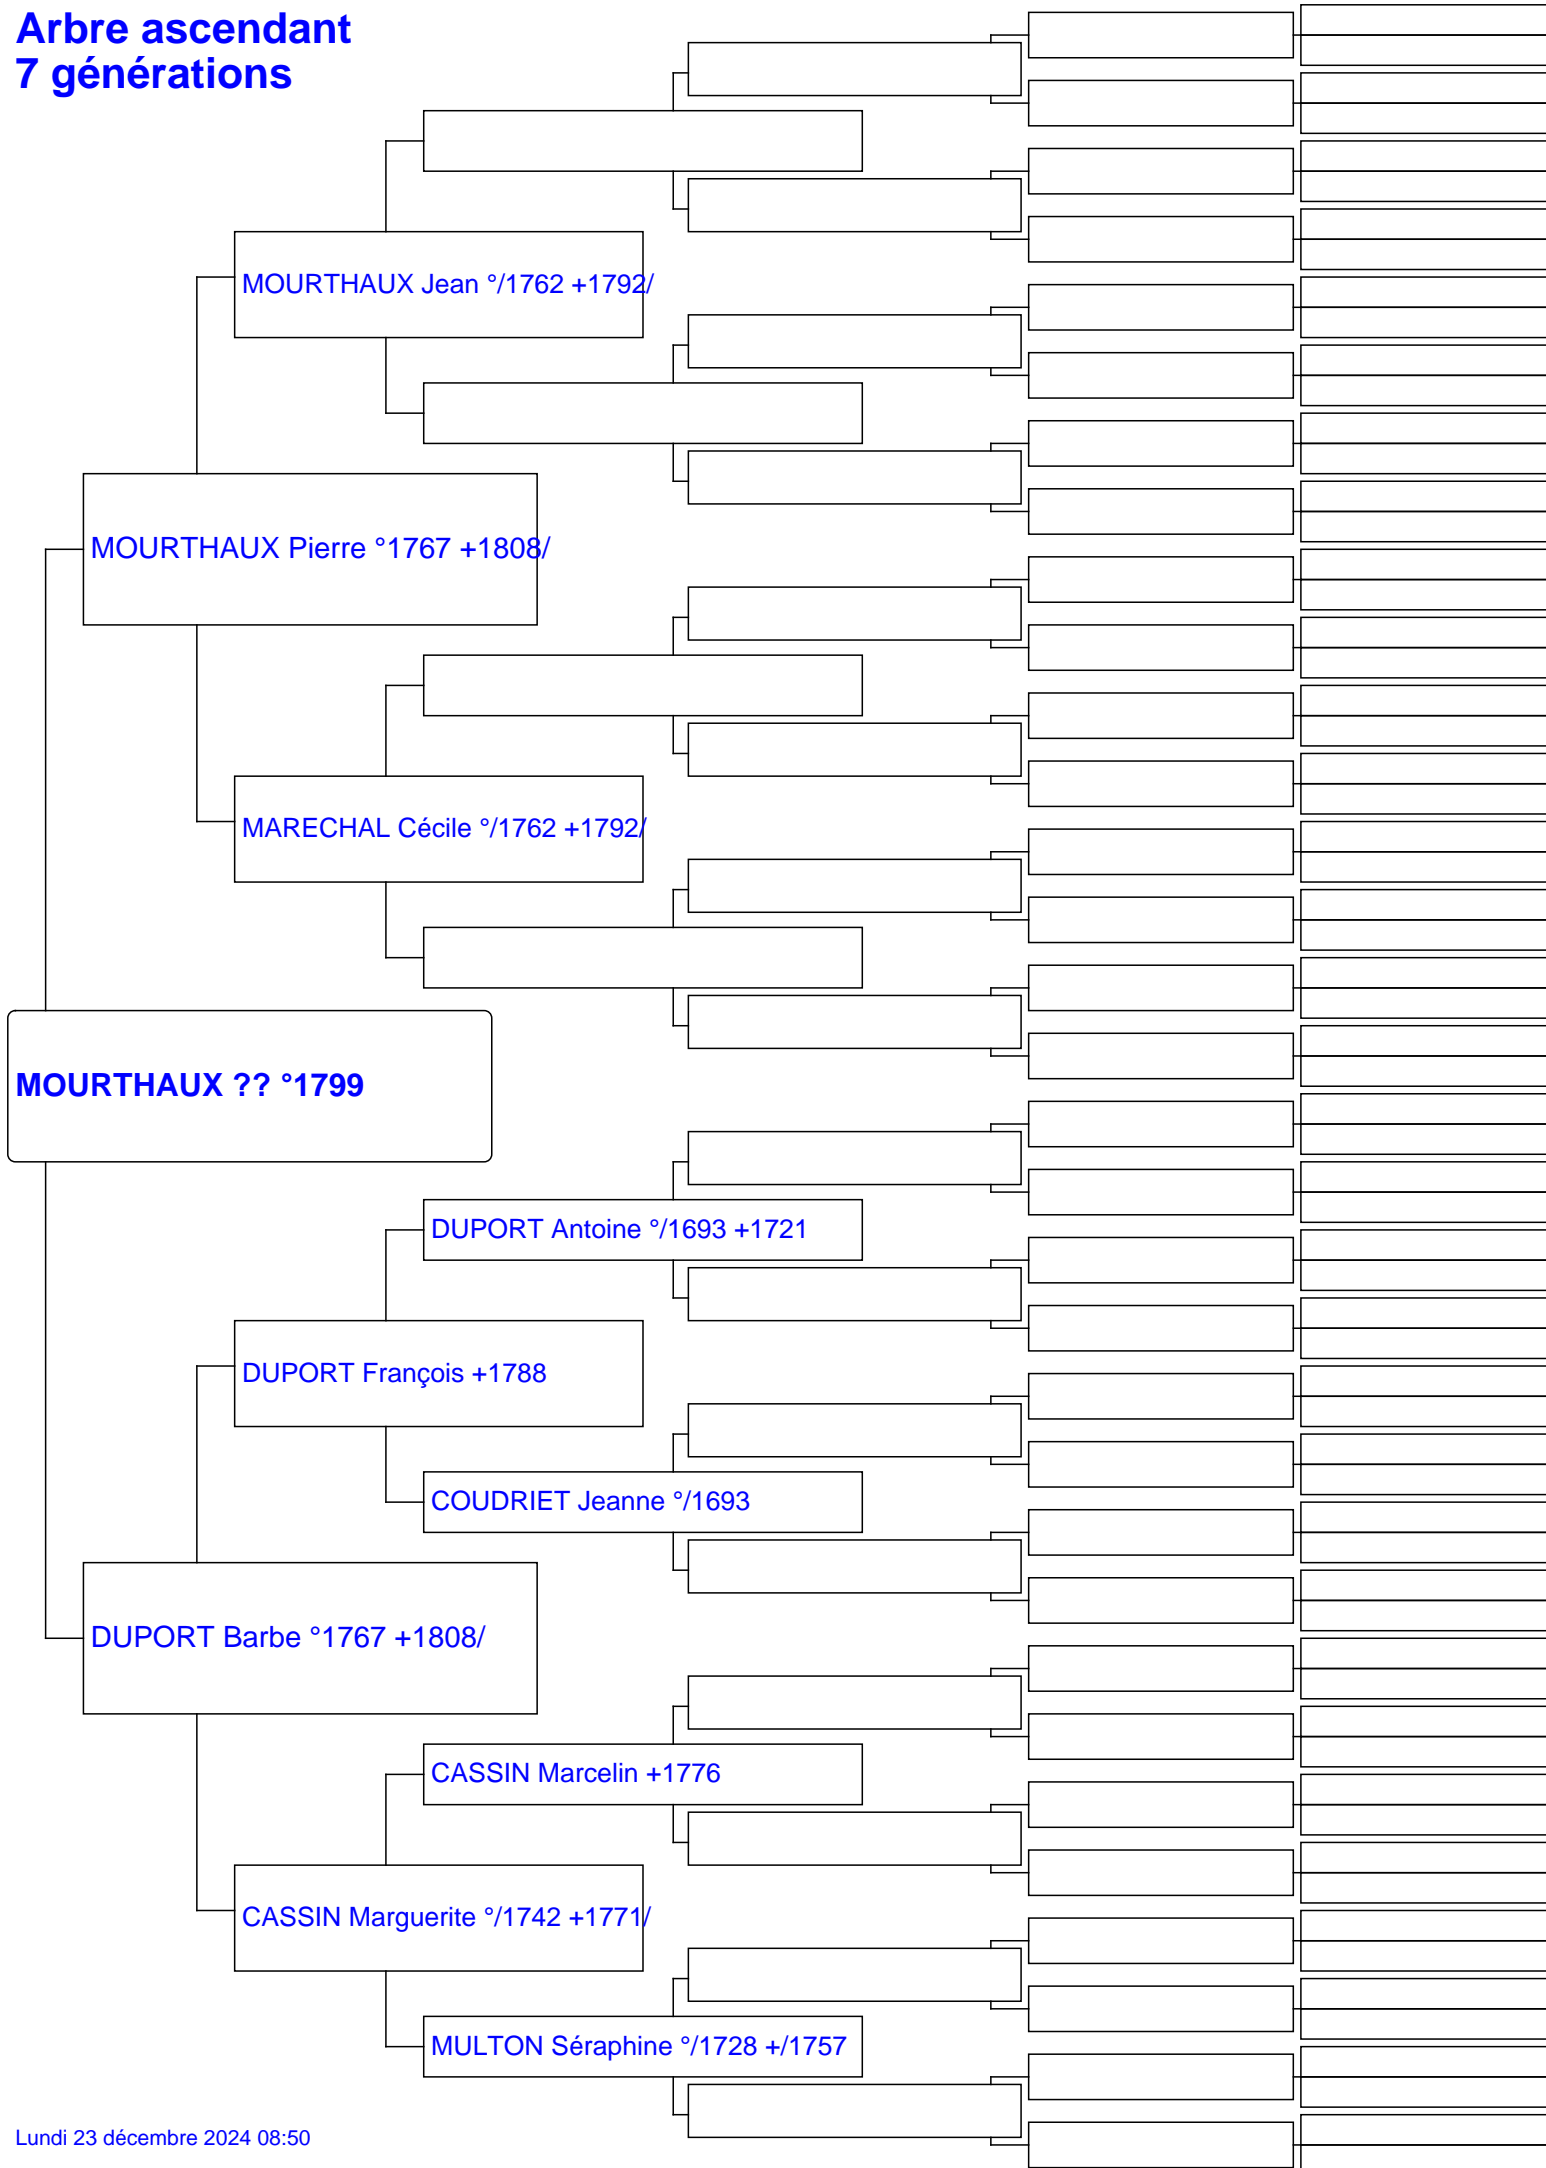 Arbre ascendant
7 générations
MOURTHAUX Jean °/1762 +1792/
MOURTHAUX Pierre °1767 +1808/
MARECHAL Cécile °/1762 +1792/
MOURTHAUX ?? °1799
DUPORT Antoine °/1693 +1721
DUPORT François +1788
COUDRIET Jeanne °/1693
DUPORT Barbe °1767 +1808/
CASSIN Marcelin +1776
CASSIN Marguerite °/1742 +1771/
MULTON Séraphine °/1728 +/1757
Lundi 23 décembre 2024 08:50